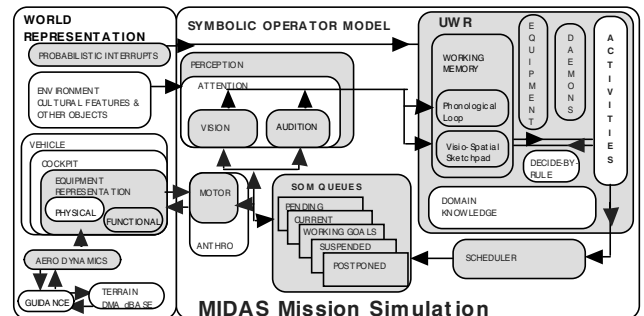 WORLD
REPRESENTATION
PROBABILISTIC INTERRUPTS
ENVIRONMENT
CULTURAL FEATURES &
OTHER OBJECTS
VEHICLE
COCKPIT
EQUIPMENT
REPRESENTATION
PHYSICAL
FUNCTIONAL
AERO DYNAMICS
GUIDANCE
TERRAIN
DMA dBASE
SYMBOLIC OPERATOR MODEL
PERCEPTION
ATTENTION
VISION
AUDITION
MOTOR
ANTHRO
SOM QUEUES
PENDING
CURRENT
WORKING GOALS
SUSPENDED
POSTPONED
UWR
WORKING
MEMORY
Phonological
Loop
Visio-Spatial
Sketchpad
EQUIPMENT
DAEMONS
ACTIVITIES
DECIDE-BY-
RULE
DOMAIN
KNOWLEDGE
SCHEDULER
MIDAS Mission Simulation